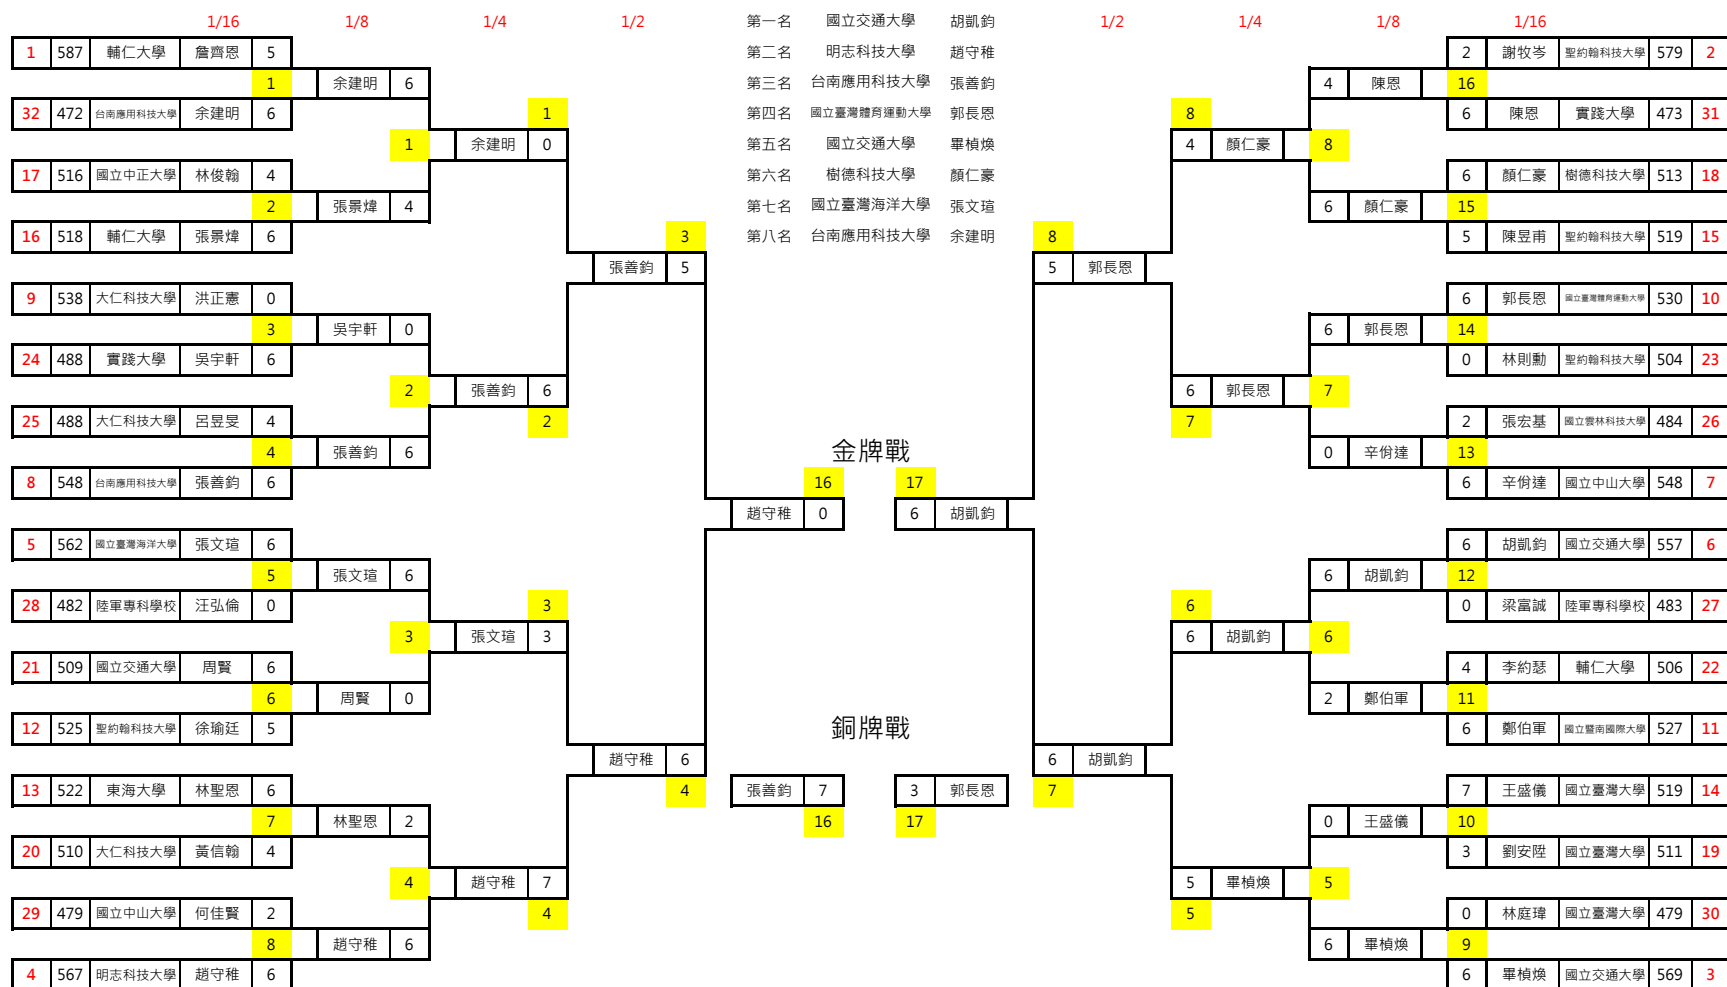 1/16 1/8 1/4 1/2 第一名 國立交通大學 胡凱鈞 1/2 1/4 1/8 1/16
1 587 輔仁大學 詹齊恩 5 第二名 明志科技大學 趙守稚 2 謝牧岑 聖約翰科技大學 579 2
1 余建明 6 第三名 台南應用科技大學 張善鈞 4 陳恩 16
32 472 台南應用科技大學 余建明 6 1 第四名 國立臺灣體育運動大學 郭長恩 8 6 陳恩 實踐大學 473 31
1 余建明 0 第五名 國立交通大學 畢楨煥 4 顏仁豪 8
17 516 國立中正大學 林俊翰 4 第六名 樹德科技大學 顏仁豪 6 顏仁豪 樹德科技大學 513 18
2 張景煒 4 第七名 國立臺灣海洋大學 張文瑄 6 顏仁豪 15
16 518 輔仁大學 張景煒 6 3 第八名 台南應用科技大學 余建明 8 5 陳昱甫 聖約翰科技大學 519 15
張善鈞 5 5 郭長恩
9 538 大仁科技大學 洪正憲 0 6 郭長恩 國立臺灣體育運動大學 530 10
3 吳宇軒 0 6 郭長恩 14
24 488 實踐大學 吳宇軒 6 0 林則勳 聖約翰科技大學 504 23
2 張善鈞 6 6 郭長恩 7
25 488 大仁科技大學 呂昱旻 4 2 7 2 張宏基 國立雲林科技大學 484 26
4 張善鈞 6 金牌戰 0 辛佾達 13
8 548 台南應用科技大學 張善鈞 6 16 17 6 辛佾達 國立中山大學 548 7
趙守稚 0 6 胡凱鈞
5 562 國立臺灣海洋大學 張文瑄 6 6 胡凱鈞 國立交通大學 557 6
5 張文瑄 6 6 胡凱鈞 12
28 482 陸軍專科學校 汪弘倫 0 3 6 0 梁富誠 陸軍專科學校 483 27
3 張文瑄 3 6 胡凱鈞 6
21 509 國立交通大學 周賢 6 4 李約瑟 輔仁大學 506 22
6 周賢 0 2 鄭伯軍 11
12 525 聖約翰科技大學 徐瑜廷 5 銅牌戰 6 鄭伯軍 國立暨南國際大學 527 11
趙守稚 6 6 胡凱鈞
13 522 東海大學 林聖恩 6 4 張善鈞 7 3 郭長恩 7 7 王盛儀 國立臺灣大學 519 14
7 林聖恩 2 16 17 0 王盛儀 10
20 510 大仁科技大學 黃信翰 4 3 劉安陞 國立臺灣大學 511 19
4 趙守稚 7 5 畢楨煥 5
29 479 國立中山大學 何佳賢 2 4 5 0 林庭瑋 國立臺灣大學 479 30
8 趙守稚 6 6 畢楨煥 9
4 567 明志科技大學 趙守稚 6 6 畢楨煥 國立交通大學 569 3